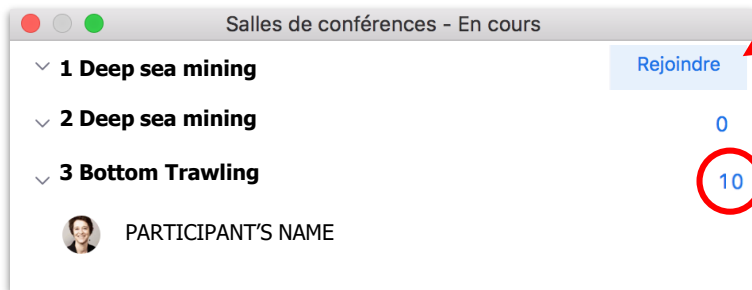 Salles de conférences - En cours
1 Deep sea mining Rejoindre
2 Deep sea mining 0
3 Bottom Trawling 10
PARTICIPANT’S NAME